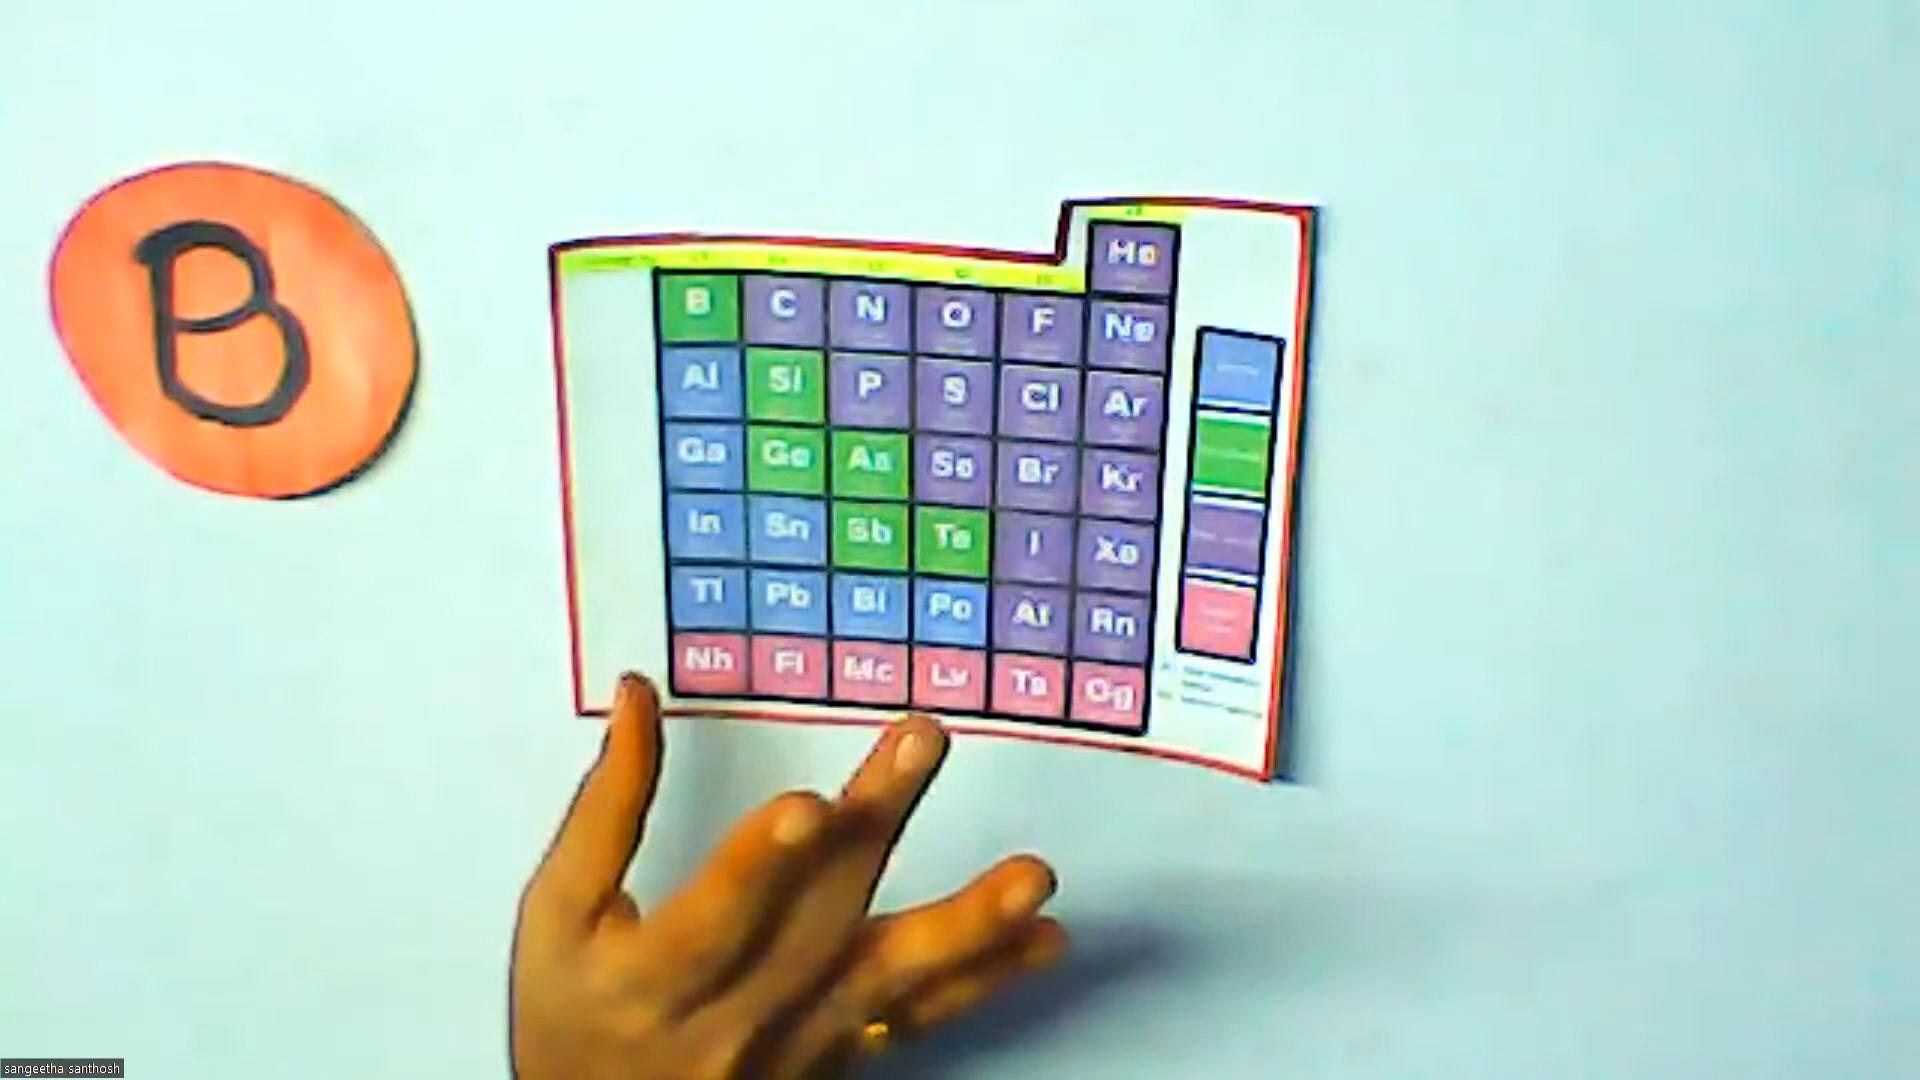 B
He
B C N O F Ne
Al Si P S Cl Ar
Ga Ge As Se Br Kr
In Sn Sb Te I Xe
Tl Pb Bi Po At Rn
Nh Fl Mc Lv Ts Og
sangeetha santhosh